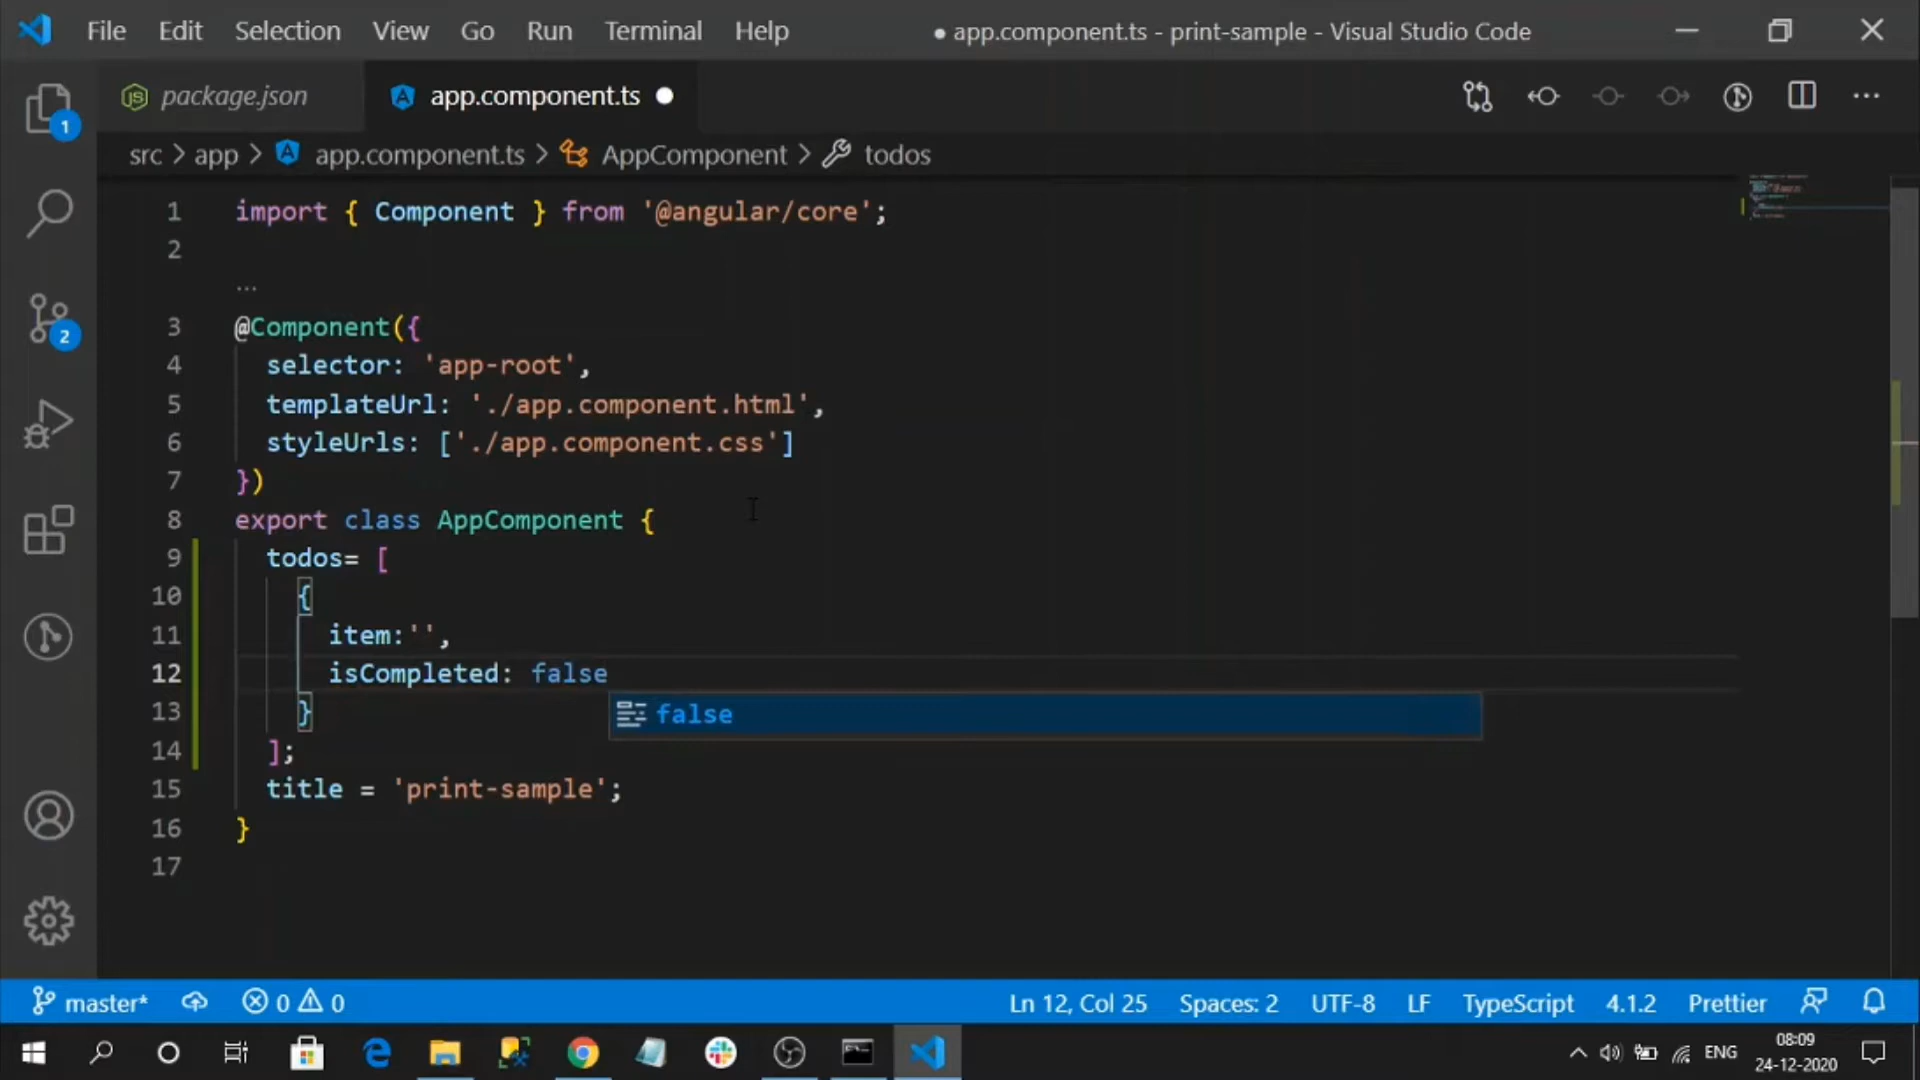 File Edit Selection View Go Run Terminal Help ● app.component.ts - print-sample - Visual Studio Code
package.json app.component.ts ●
src > app > app.component.ts > AppComponent > todos
1
1 import { Component } from '@angular/core';
2
...
3 @Component({
2
4 selector: 'app-root',
5 templateUrl: './app.component.html',
6 styleUrls: ['./app.component.css']
7 })
8 export class AppComponent {
9 todos= [
10 {
11 item:'',
12 isCompleted: false
13 }
false
14 ];
15 title = 'print-sample';
16 }
17
master* 0 0 Ln 12, Col 25 Spaces: 2 UTF-8 LF TypeScript 4.1.2 Prettier
ENG 08:09
24-12-2020